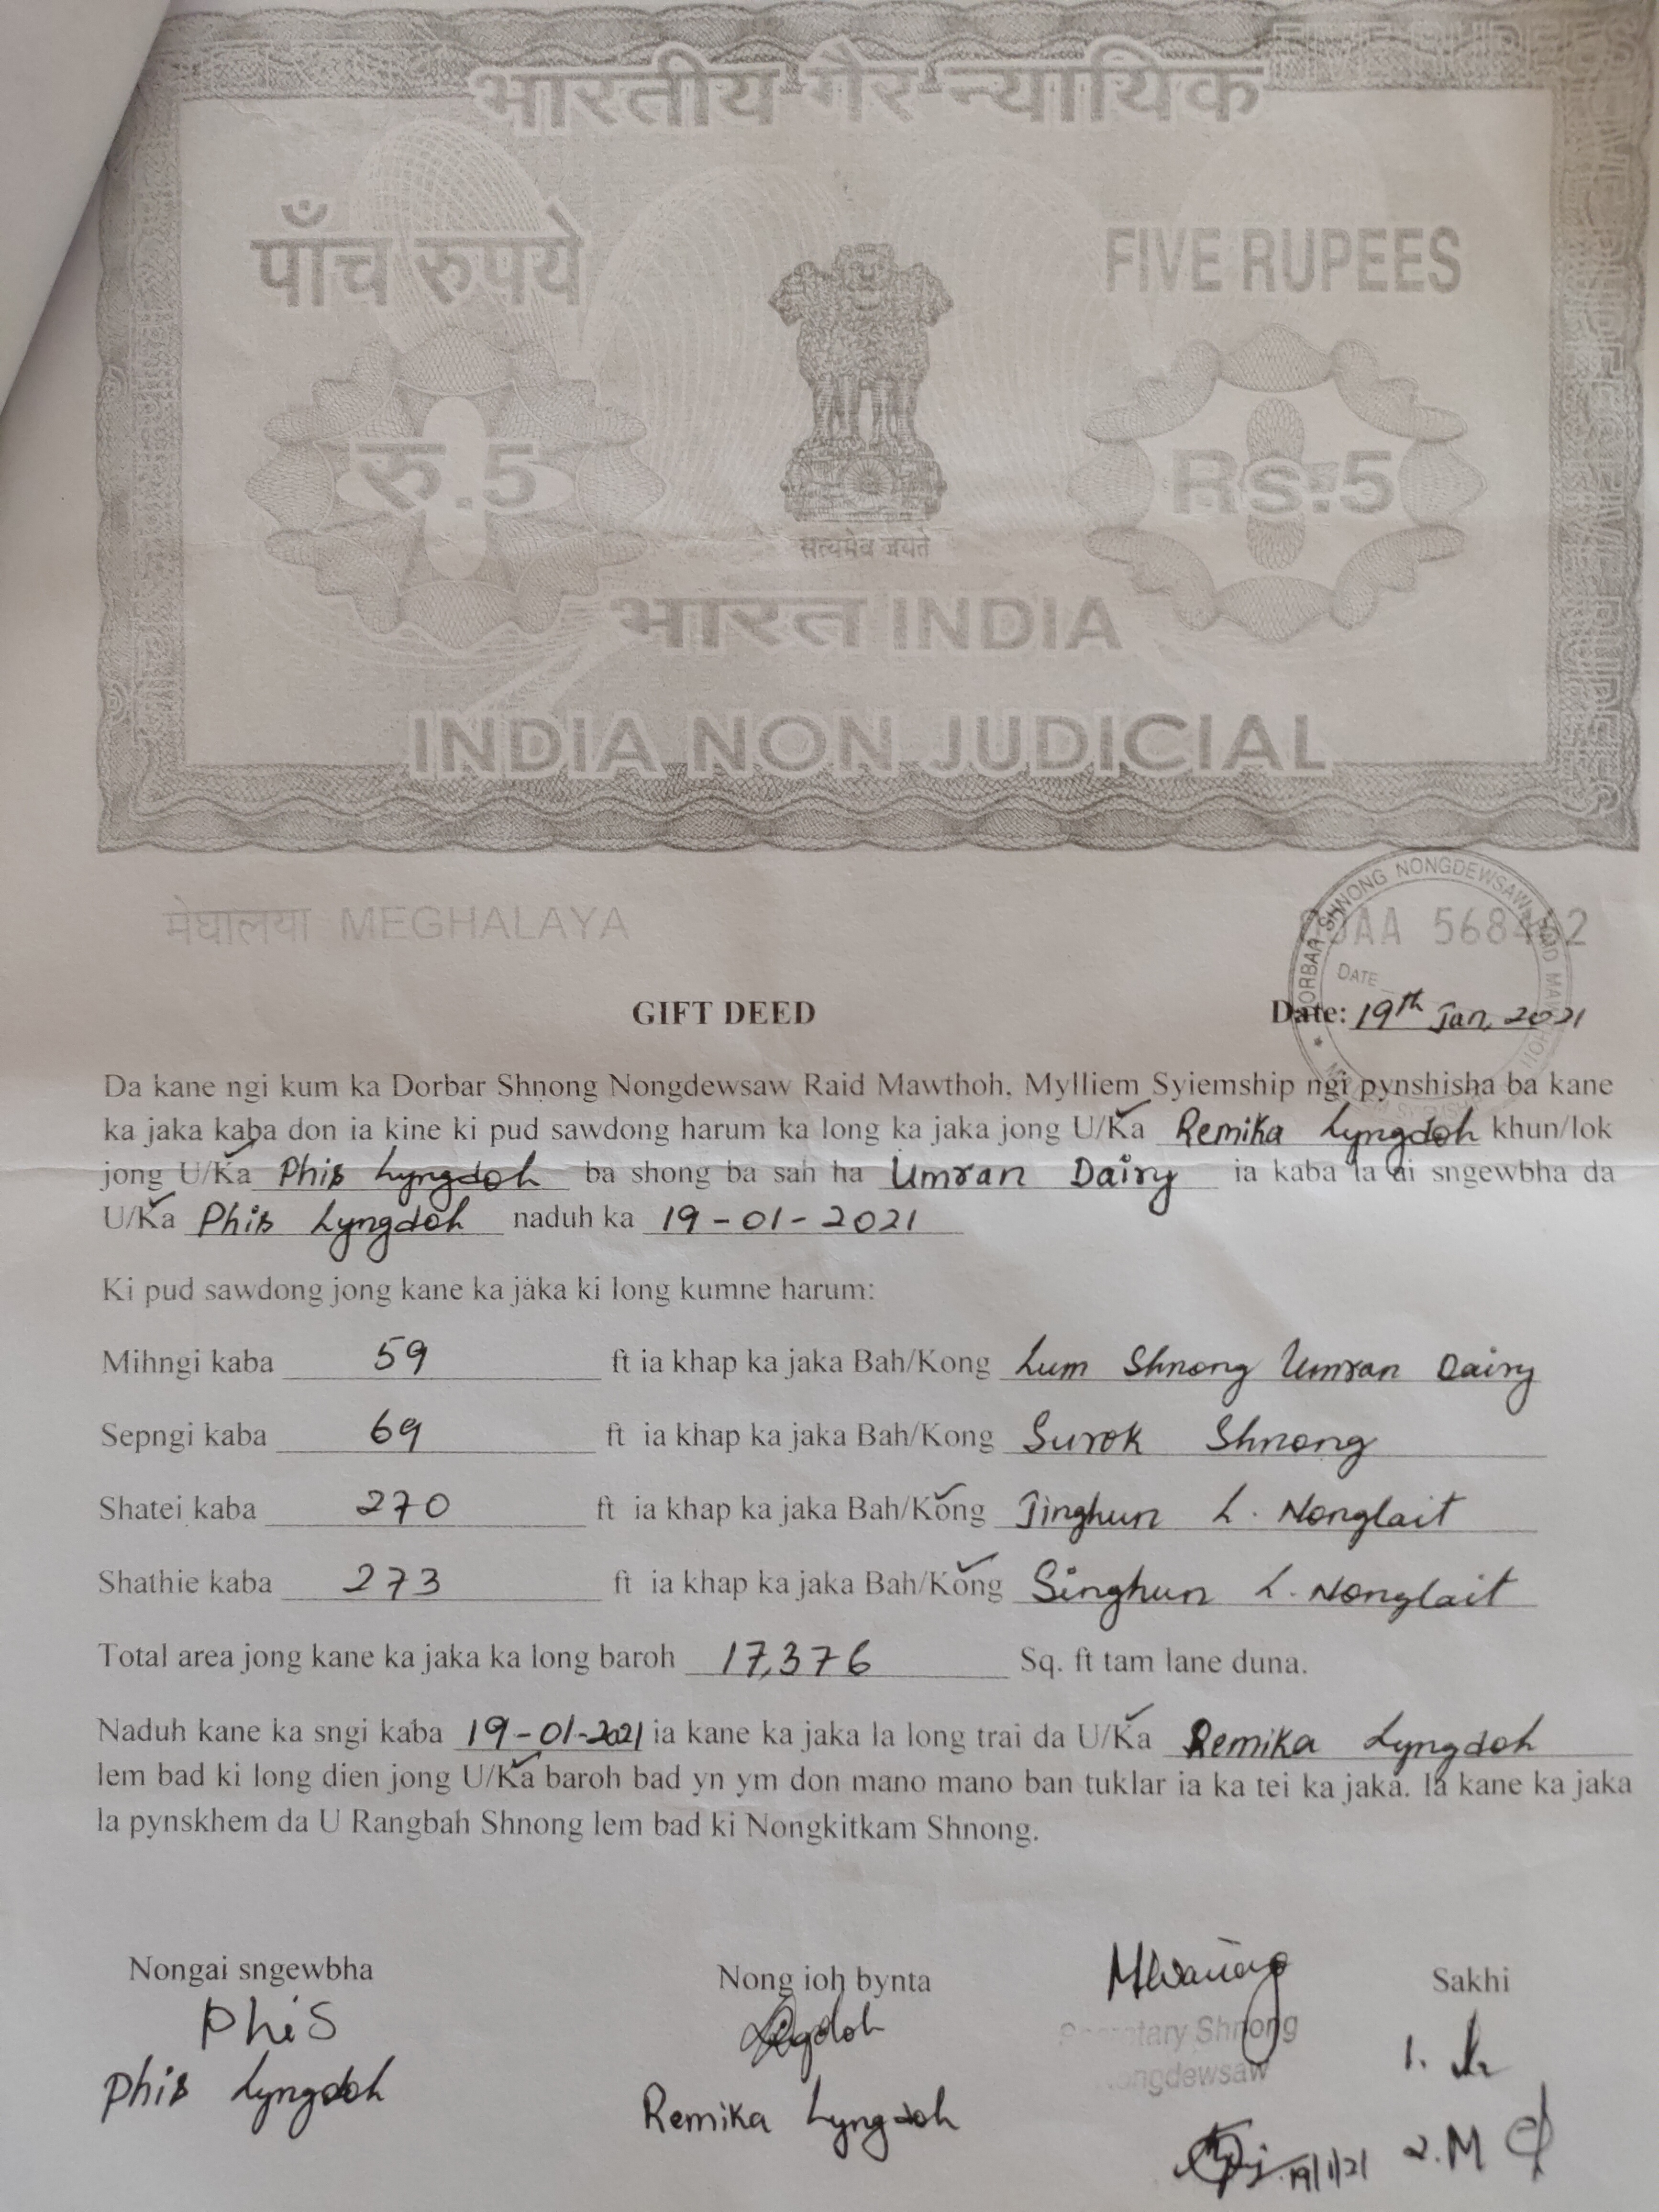 FIVE RUPEES
भारतीय गैर न्यायिक
पाँच रुपये FIVE RUPEES
रु.5 Rs.5
सत्यमेव जयते
भारत INDIA
INDIA NON JUDICIAL
FIVE RUPEES
DORBAR SHNONG NONGDEWSAW
DATE
मेघालया MEGHALAYA AA 568462
GIFT DEED Date: 19th Jan, 2021
Da kane ngi kum ka Dorbar Shnong Nongdewsaw Raid Mawthoh, Mylliem Syiemship ngi pynshisha ba kane
ka jaka kaba don ia kine ki pud sawdong harum ka long ka jaka jong U/Ka Remika Lyngdoh khun/lok
jong U/Ka Phis Lyngdoh ba shong ba sah ha Umran Dairy ia kaba la ai sngewbha da
U/Ka Phis Lyngdoh naduh ka 19-01-2021
Ki pud sawdong jong kane ka jaka ki long kumne harum:
Mihngi kaba 59 ft ia khap ka jaka Bah/Kong Lum Shnong Umran Dairy
Sepngi kaba 69 ft ia khap ka jaka Bah/Kong Surok Shnong
Shatei kaba 270 ft ia khap ka jaka Bah/Kong Jinghun L. Nonglait
Shathie kaba 273 ft ia khap ka jaka Bah/Kong Singhun L. Nonglait
Total area jong kane ka jaka ka long baroh 17,376 Sq. ft tam lane duna.
Naduh kane ka sngi kaba 19-01-2021 ia kane ka jaka la long trai da U/Ka Remika Lyngdoh
lem bad ki long dien jong U/Ka baroh bad yn ym don mano mano ban tuklar ia ka tei ka jaka. Ia kane ka jaka
la pynskhem da U Rangbah Shnong lem bad ki Nongkitkam Shnong.
Nongai sngewbha Nong ioh bynta Sakhi
Phis
Secretary Shnong
Nongdewsaw
1.
Phis Lyngdoh Remika Lyngdoh
19/1/21 2. M